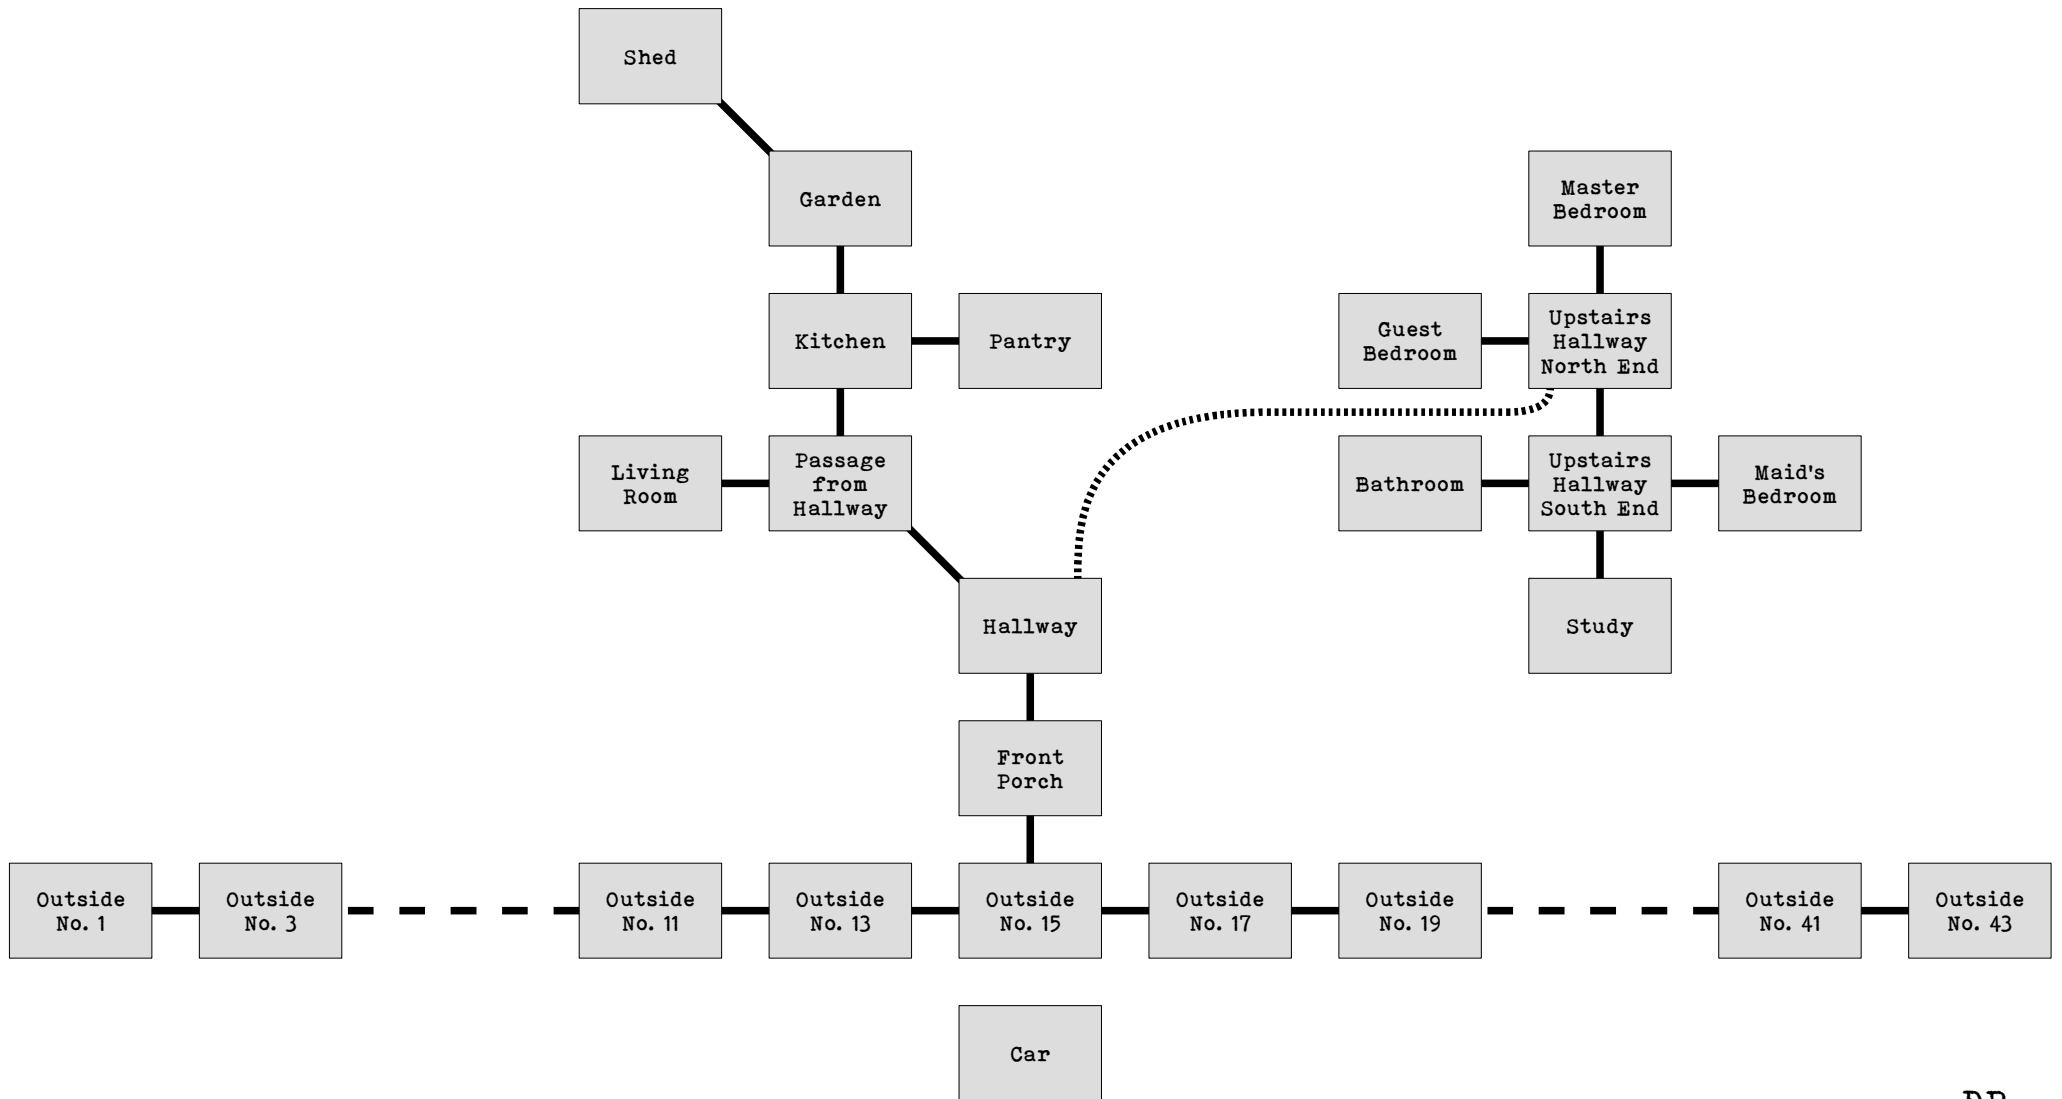 Shed
Garden
Master
Bedroom
Kitchen
Pantry
Guest
Bedroom
Upstairs
Hallway
North End
Living
Room
Passage
from
Hallway
Bathroom
Upstairs
Hallway
South End
Maid's
Bedroom
Hallway
Study
Front
Porch
Outside
No. 1
Outside
No. 3
Outside
No. 11
Outside
No. 13
Outside
No. 15
Outside
No. 17
Outside
No. 19
Outside
No. 41
Outside
No. 43
Car